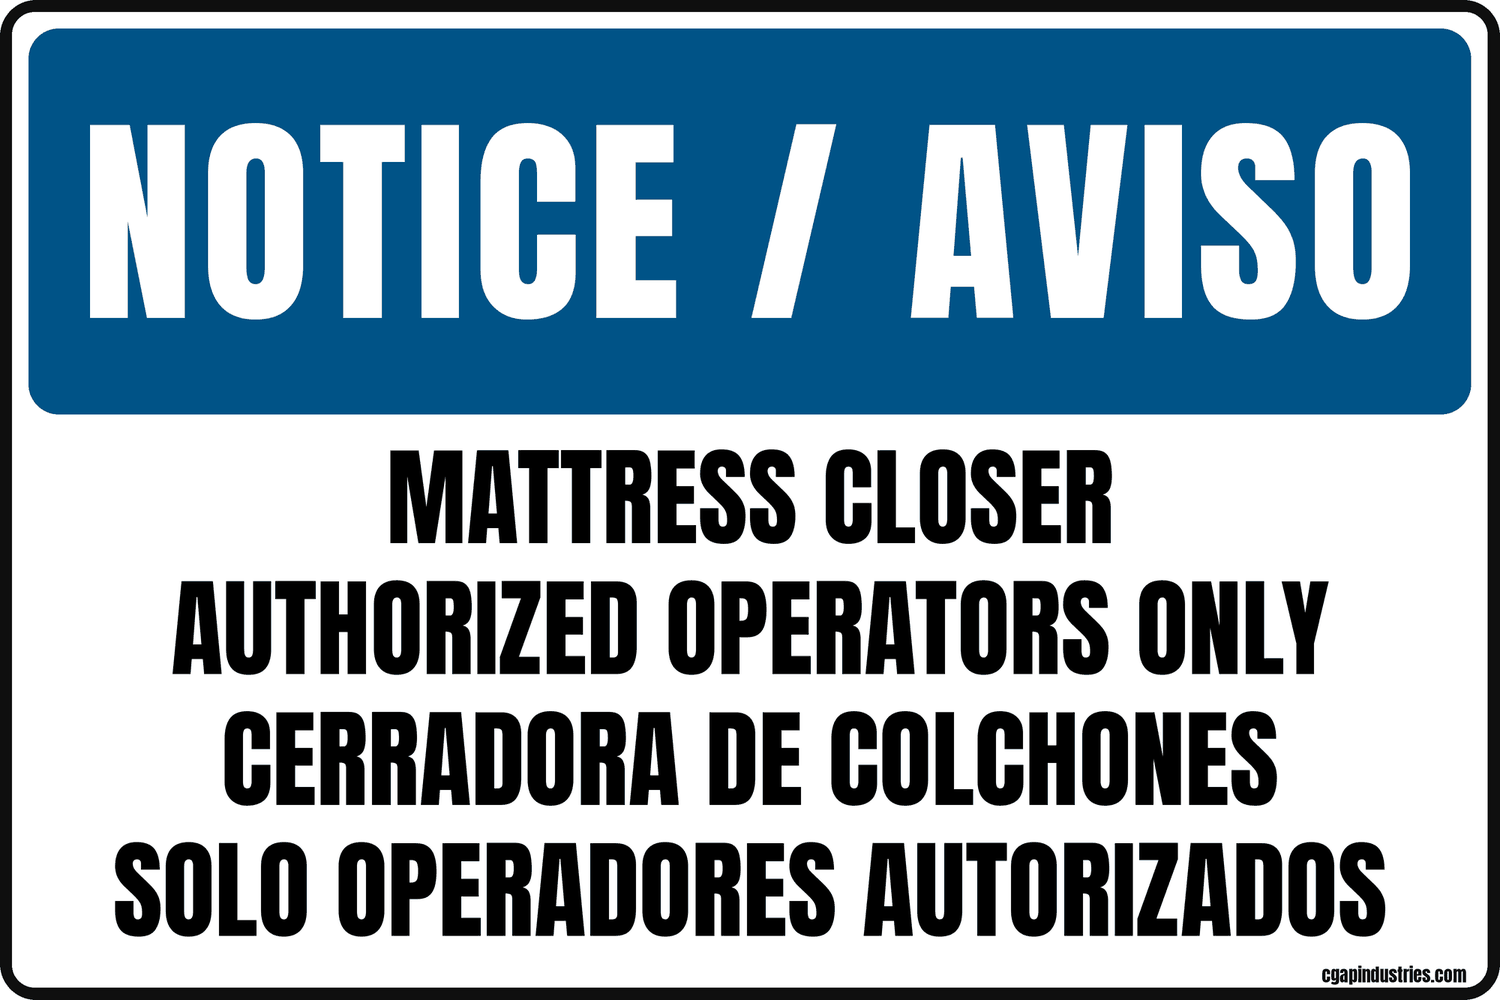 NOTICE / AVISO
MATTRESS CLOSER
AUTHORIZED OPERATORS ONLY
CERRADORA DE COLCHONES
SOLO OPERADORES AUTORIZADOS
cgapindustries.com